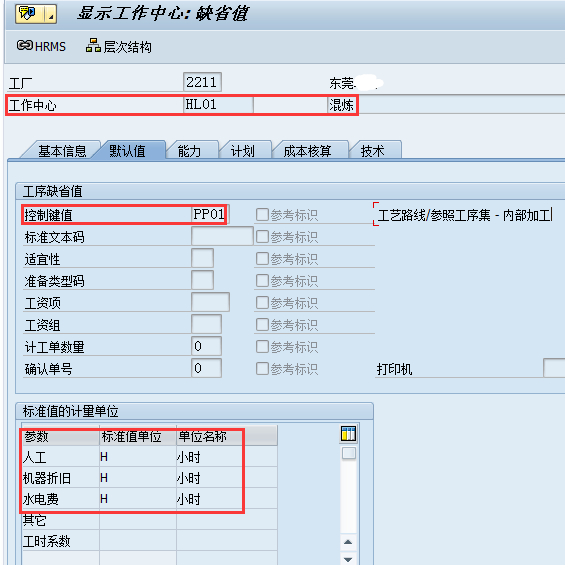 显示工作中心:缺省值
HRMS 层次结构
工厂 2211 东莞
工作中心 HL01 混炼
基本信息 默认值 能力 计划 成本核算 技术
工序缺省值
控制键值 PP01 参考标识 工艺路线/参照工序集 - 内部加工
标准文本码 参考标识
适宜性 参考标识
准备类型码 参考标识
工资项 参考标识
工资组 参考标识
计工单数量 0 参考标识
确认单号 0 参考标识 打印机
标准值的计量单位
参数 标准值单位 单位名称
人工 H 小时
机器折旧 H 小时
水电费 H 小时
其它
工时系数